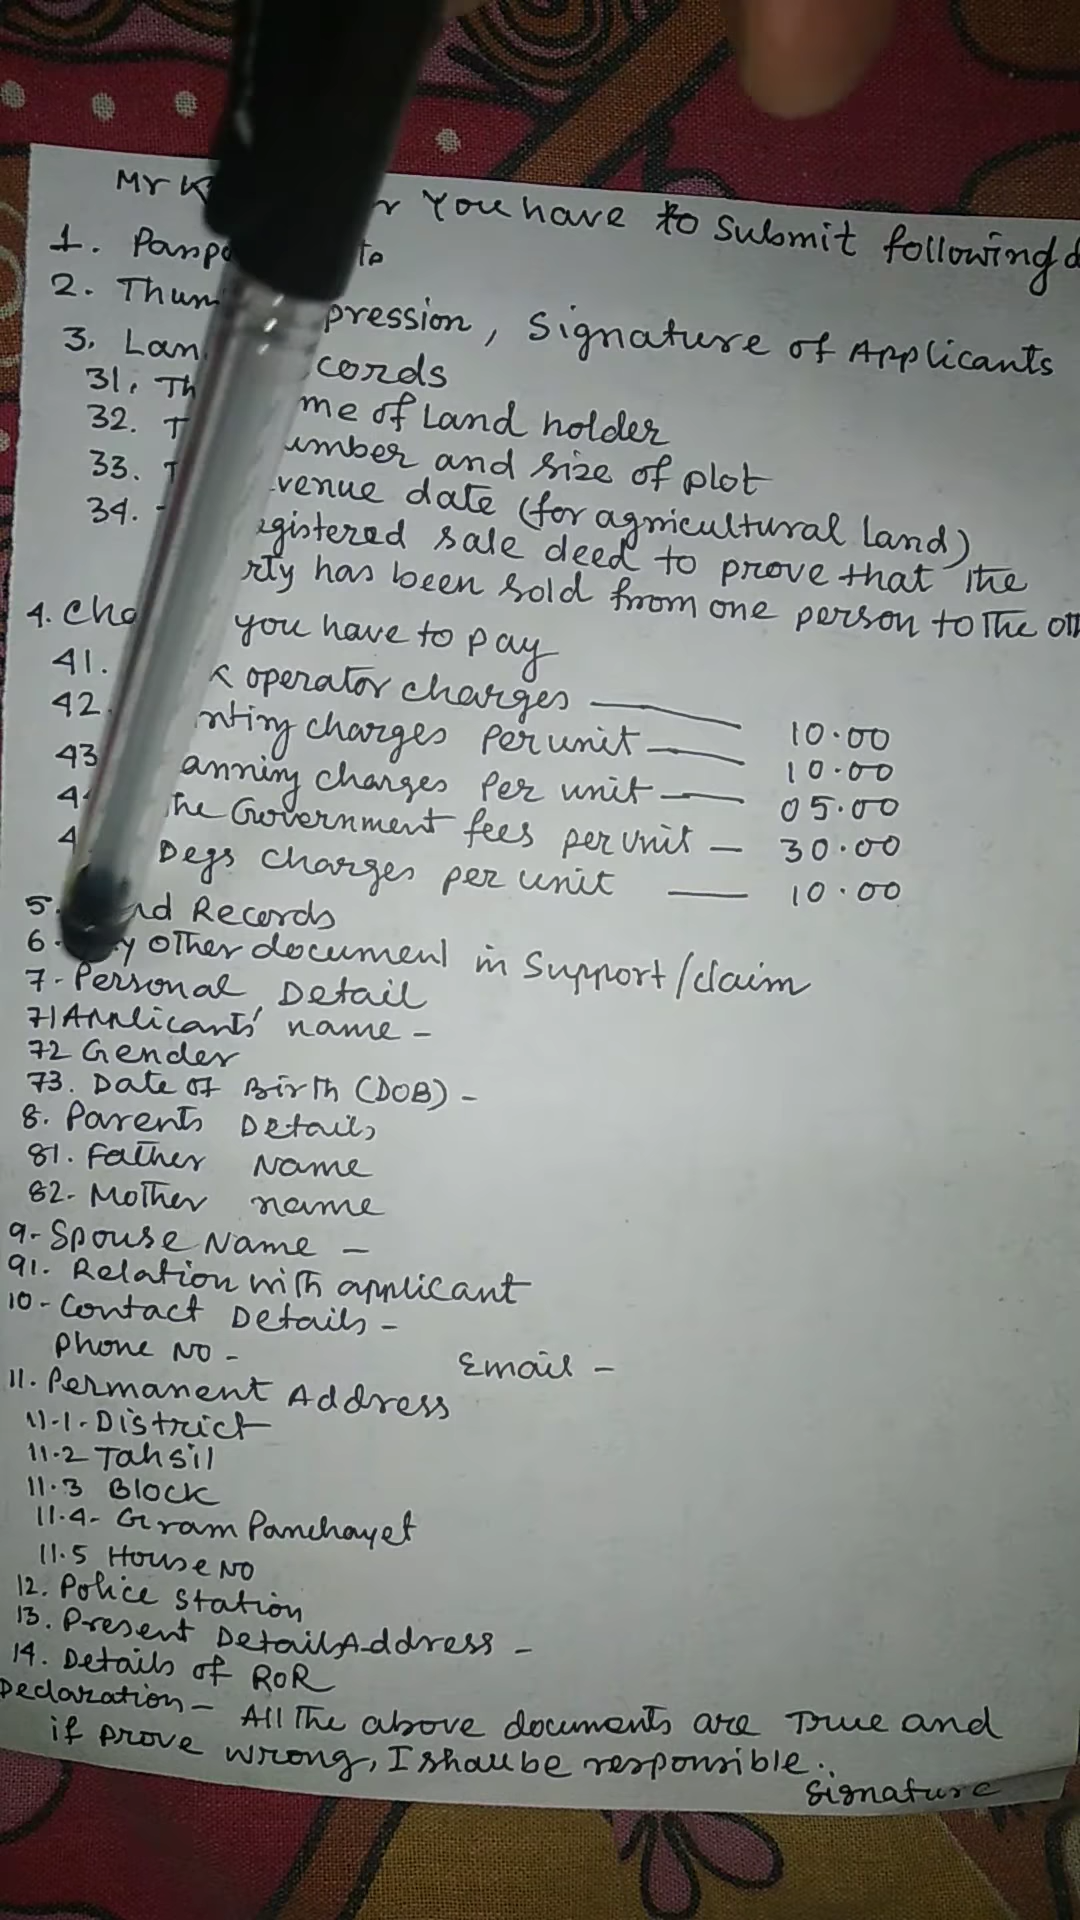 Mr K r You have to Submit following d
1. Passpo to
2. Thum pression, Signature of Applicants
3. Lan cords
31. Th me of Land holder
32. T umber and size of plot
33. T venue date (for agricultural land)
34. egistered sale deed to prove that the
rty has been sold from one person to The oth
4. Cha you have to pay
41. k operator charges — 10.00
42. nting charges Per unit — 10.00
43 anning charges Per unit — 05.00
4 The Government fees per unit — 30.00
4 Degs charges per unit — 10.00
5. nd Records
6. y other document in Support/claim
7- Personal Detail
71 Applicants' name -
72 Gender
73. Date of Birth (DOB) -
8. Parents Details
81. Father Name
82- Mother name
9- Spouse Name -
91. Relation with applicant
10- Contact Details -
Phone No - Email -
11. Permanent Address
11-1. District
11.2 Tahsil
11.3 Block
11.4- Gram Panchayet
11.5 House No
12. Police Station
13. Present Details Address -
14. Details of ROR
Declaration - All The above documents are True and
if prove wrong, I shall be responsible.
Signature